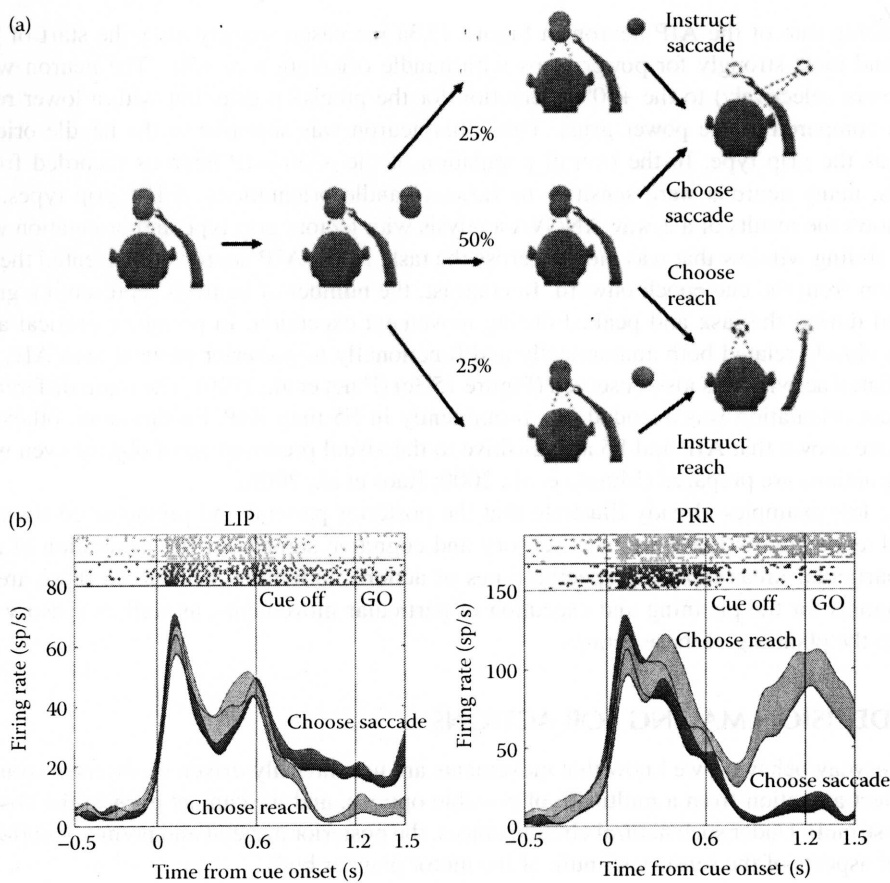 (a)
Instruct
saccade
25%
Choose
saccade
50%
Choose
reach
25%
Instruct
reach
(b)
LIP
80
60
40
20
0
Firing rate (sp/s)
Cue off
GO
Choose saccade
Choose reach
−0.5
0
0.6
1.2
1.5
Time from cue onset (s)
PRR
150
100
50
0
Firing rate (sp/s)
Cue off
GO
Choose reach
Choose saccade
−0.5
0
0.6
1.2
1.5
Time from cue onset (s)